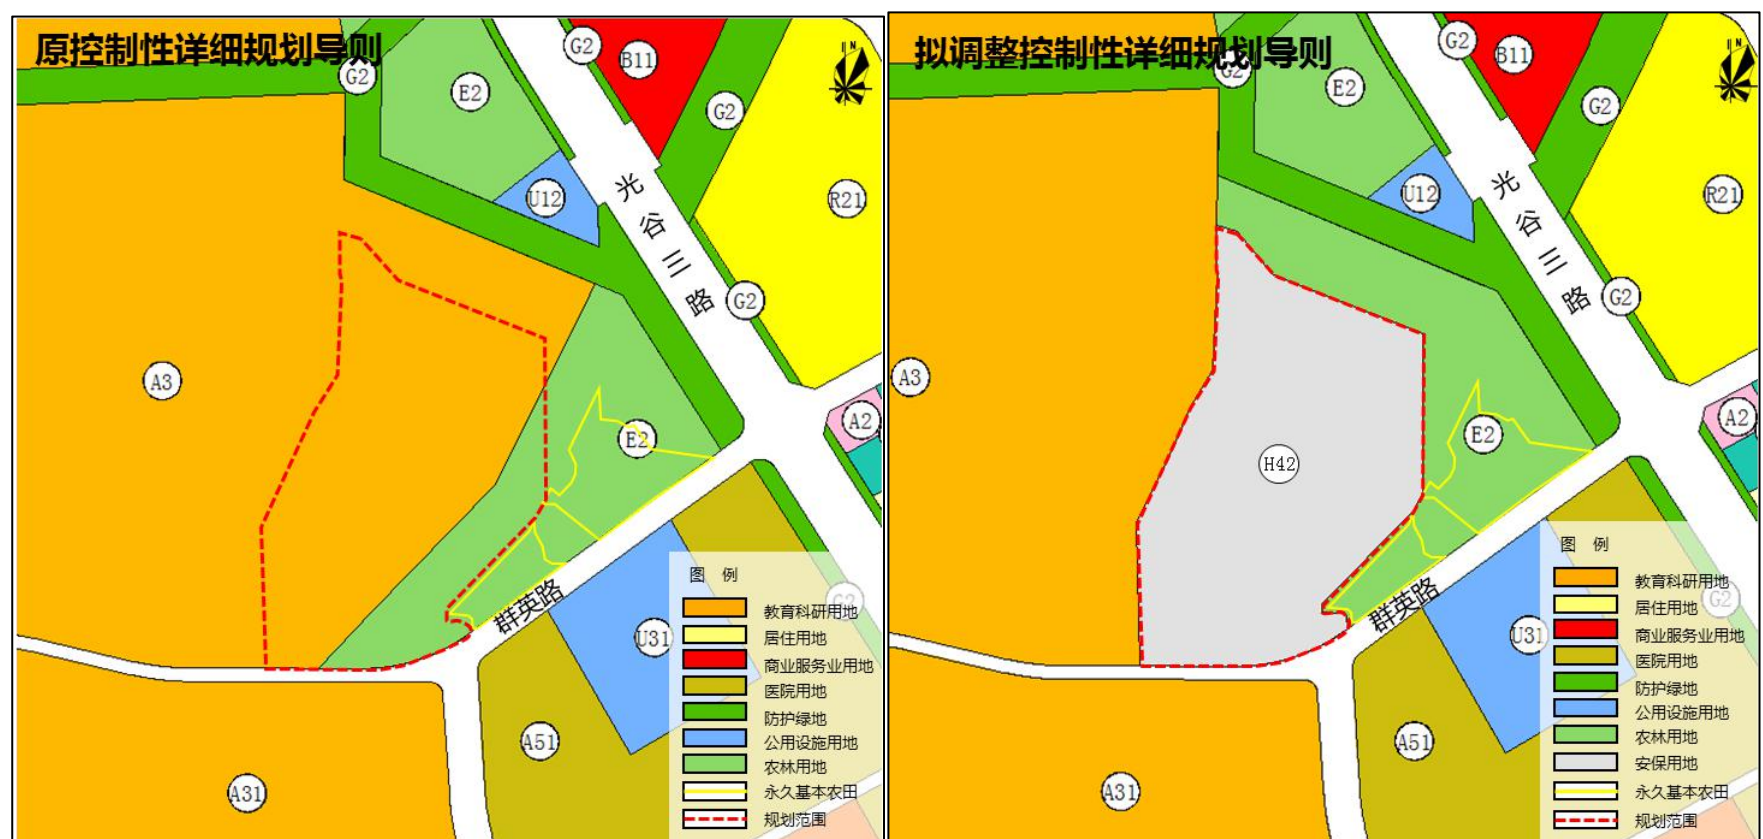 原控制性详细规划导则
G2
G2
B11
E2
G2
U12
R21
光谷三路
G2
A3
A2
E2
群英路
U31
G2
A51
A31
图 例
教育科研用地
居住用地
商业服务业用地
医院用地
防护绿地
公用设施用地
农林用地
永久基本农田
规划范围
N
拟调整控制性详细规划导则
G2
G2
B11
E2
G2
U12
R21
光谷三路
G2
A3
A2
E2
H42
群英路
U31
G2
A51
A31
图 例
教育科研用地
居住用地
商业服务业用地
医院用地
防护绿地
公用设施用地
农林用地
安保用地
永久基本农田
规划范围
N